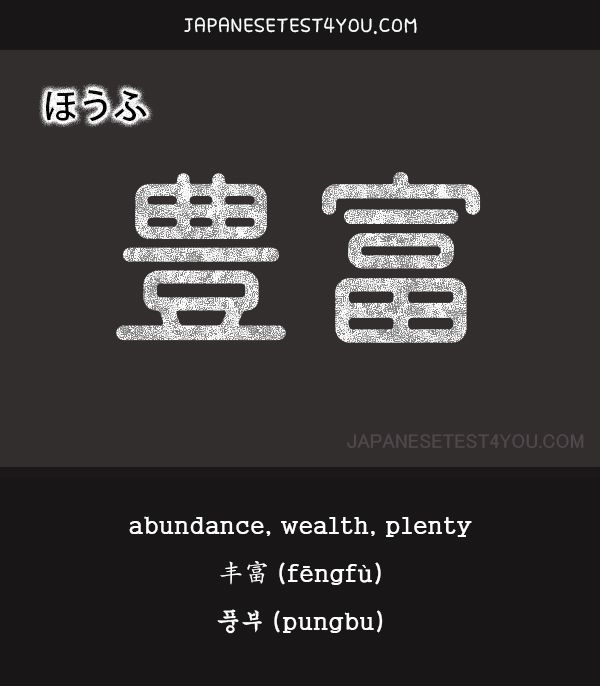 JAPANESETEST4YOU.COM
ほうふ
豊富
JAPANESETEST4YOU.COM
abundance, wealth, plenty
丰富 (fēngfù)
풍부 (pungbu)